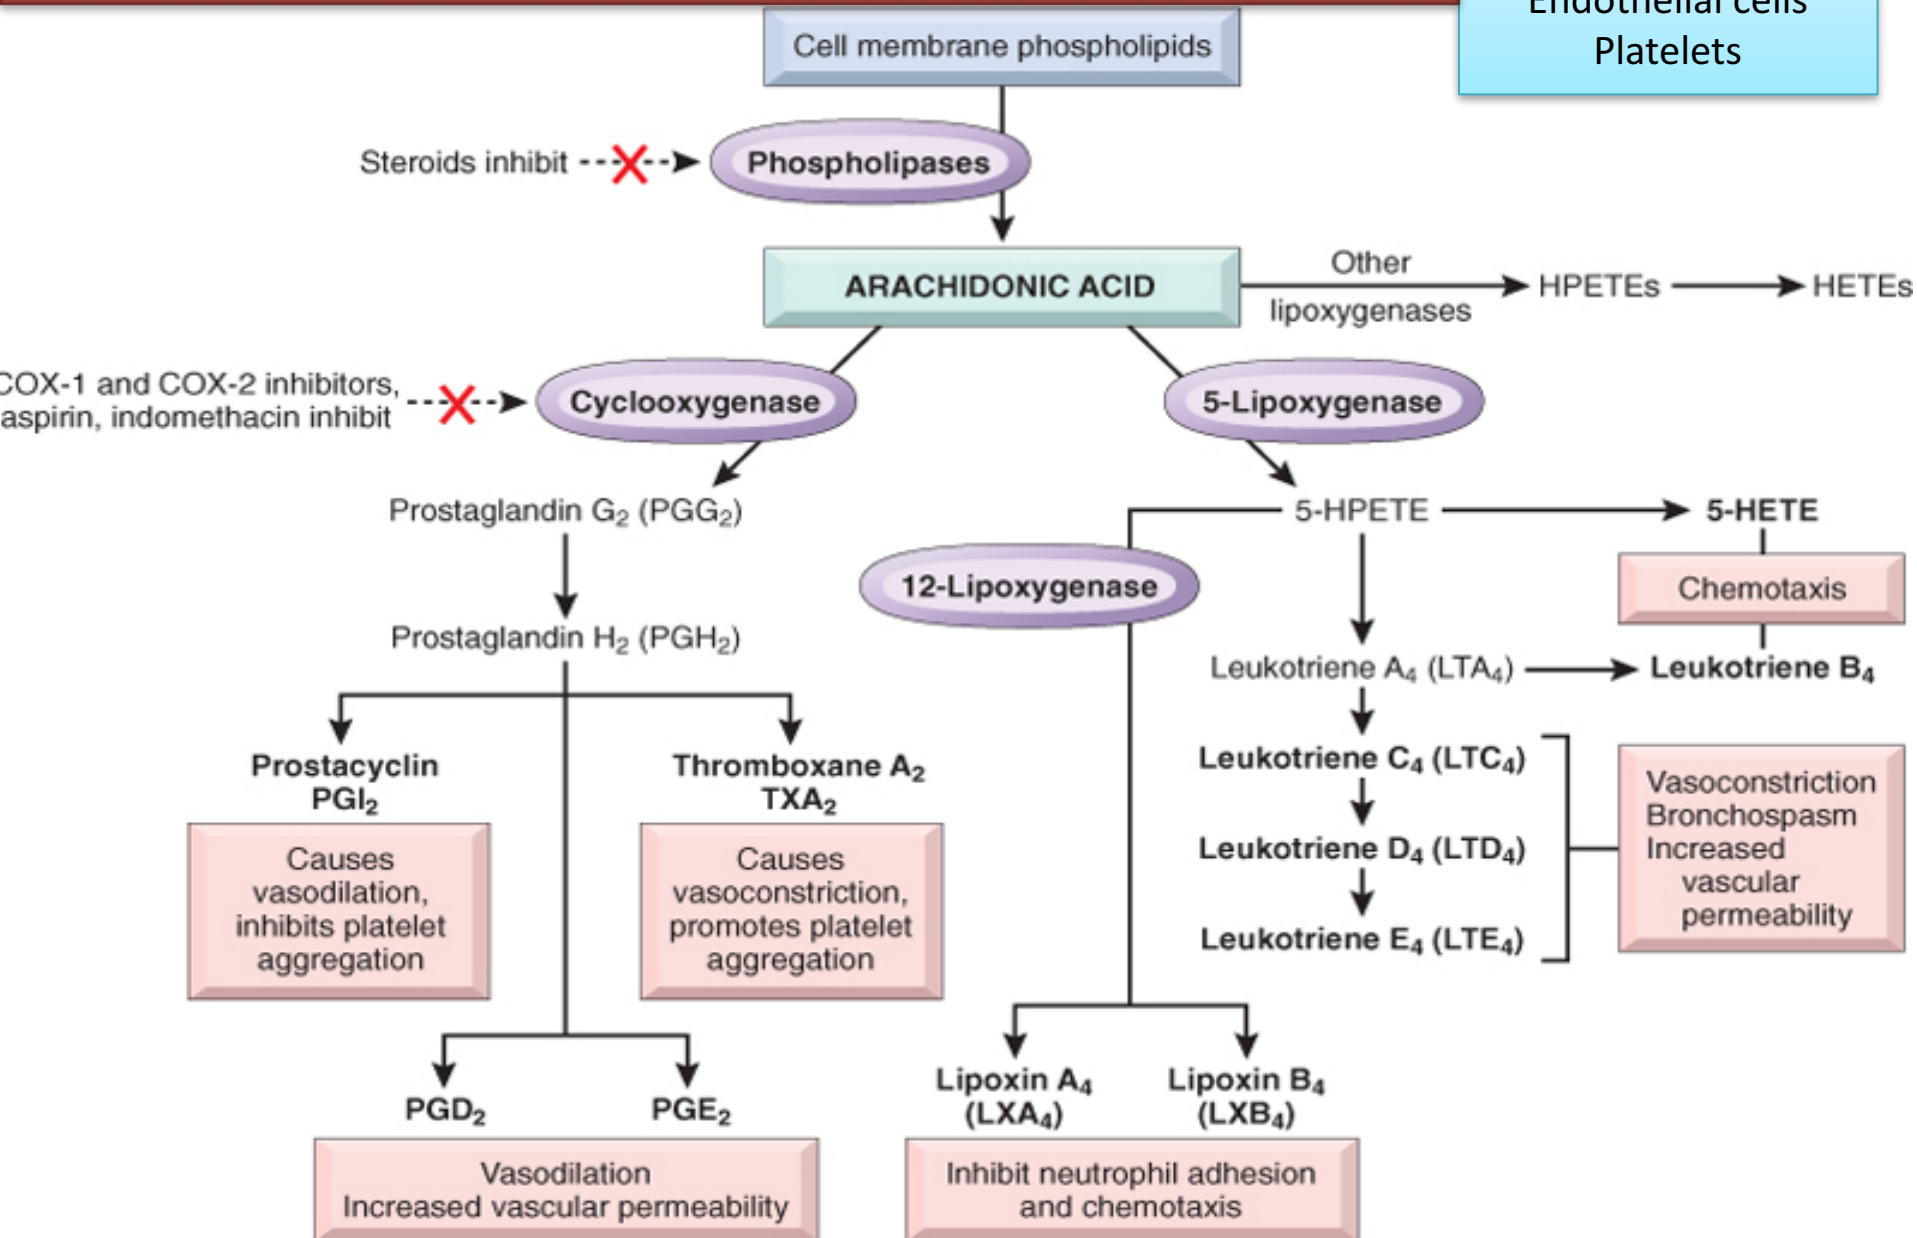 Endothelial cells
Platelets
Cell membrane phospholipids
Steroids inhibit
Phospholipases
ARACHIDONIC ACID
Other
lipoxygenases
HPETEs
HETEs
COX-1 and COX-2 inhibitors,
aspirin, indomethacin inhibit
Cyclooxygenase
5-Lipoxygenase
Prostaglandin G₂ (PGG₂)
5-HPETE
5-HETE
12-Lipoxygenase
Chemotaxis
Prostaglandin H₂ (PGH₂)
Leukotriene A₄ (LTA₄)
Leukotriene B₄
Prostacyclin
PGI₂
Thromboxane A₂
TXA₂
Leukotriene C₄ (LTC₄)
Leukotriene D₄ (LTD₄)
Leukotriene E₄ (LTE₄)
Vasoconstriction
Bronchospasm
Increased
vascular
permeability
Causes
vasodilation,
inhibits platelet
aggregation
Causes
vasoconstriction,
promotes platelet
aggregation
PGD₂
PGE₂
Lipoxin A₄
(LXA₄)
Lipoxin B₄
(LXB₄)
Vasodilation
Increased vascular permeability
Inhibit neutrophil adhesion
and chemotaxis